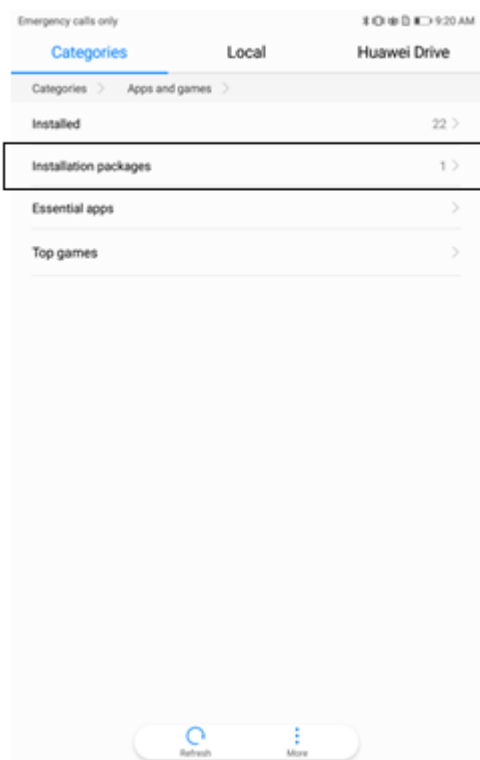 Emergency calls only 9:20 AM
Categories Local Huawei Drive
Categories Apps and games
Installed 22
Installation packages 1
Essential apps
Top games
Refresh More